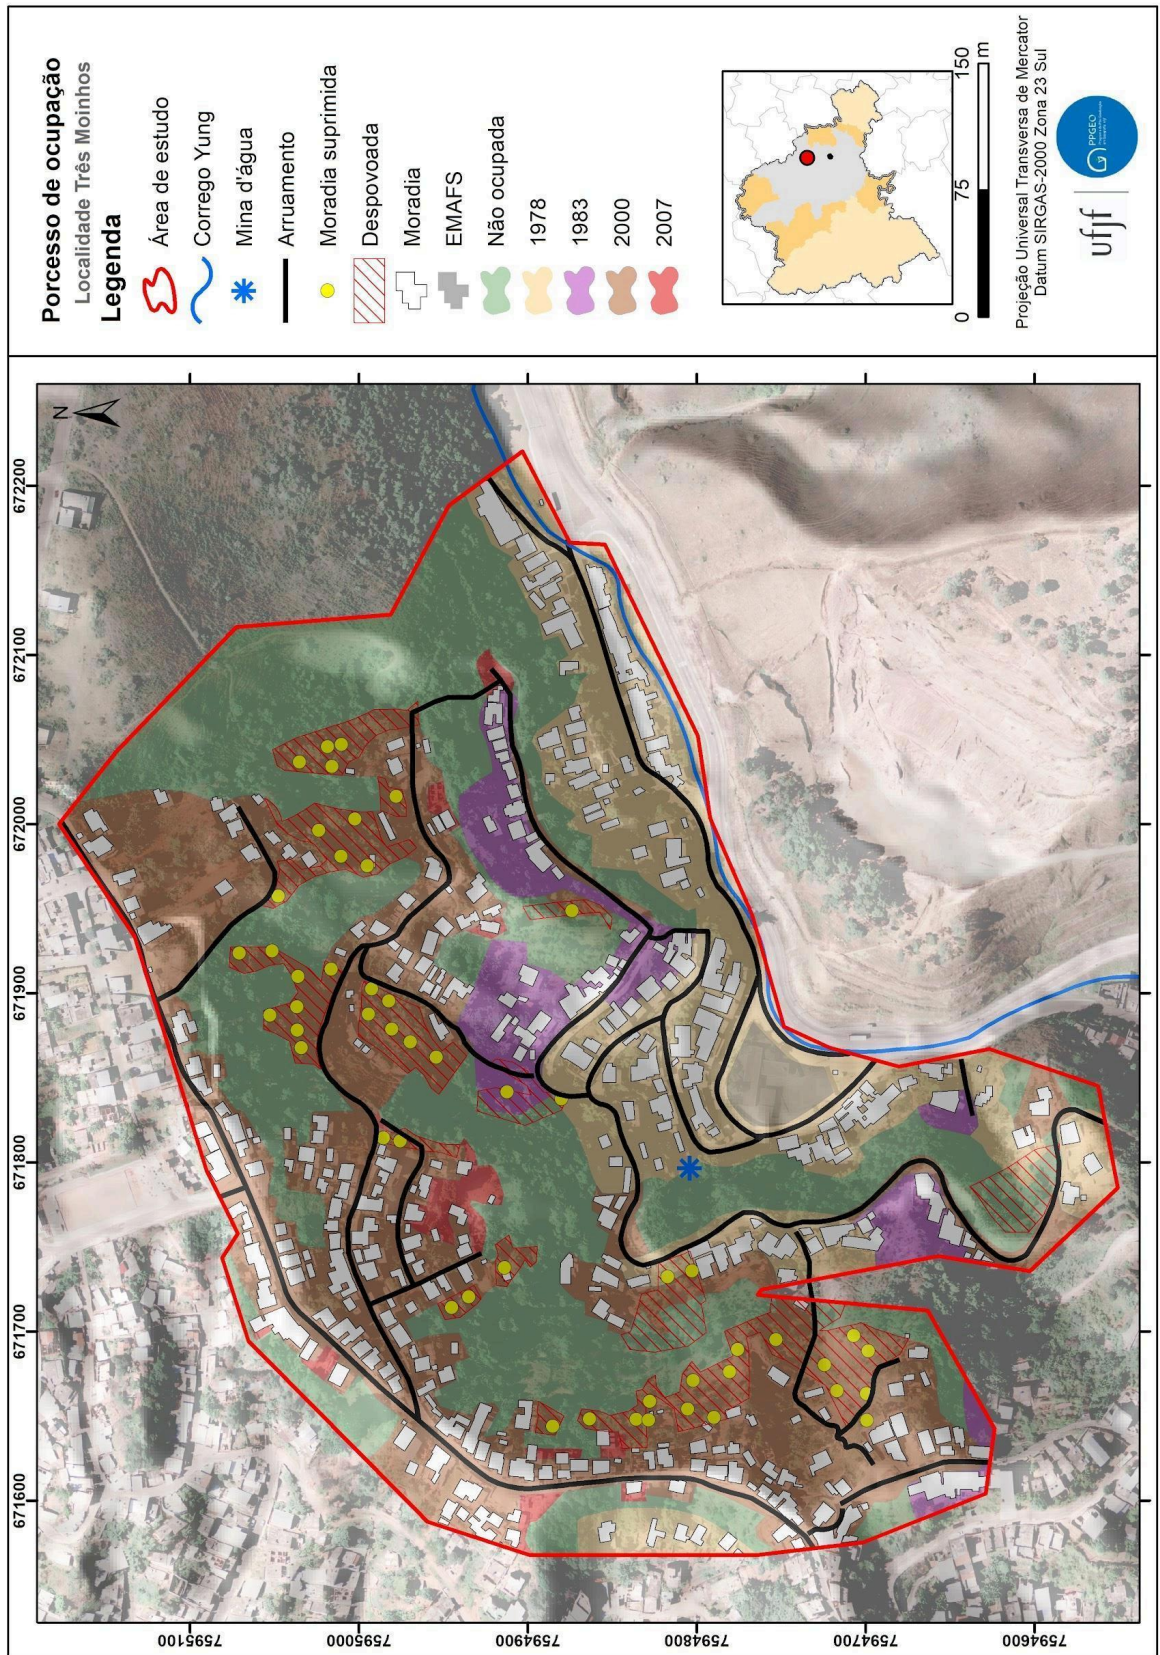 Porcesso de ocupação
Localidade Três Moinhos
Legenda
Área de estudo
Corrego Yung
Mina d'água
Arruamento
Moradia suprimida
Despovoada
Moradia
EMAFS
Não ocupada
1978
1983
2000
2007
0 75 150
m
Projeção Universal Transversa de Mercator
Datum SIRGAS-2000 Zona 23 Sul
ufjf
PPGEO
N
671600 671700 671800 671900 672000 672100 672200
7595100
7595000
7594900
7594800
7594700
7594600